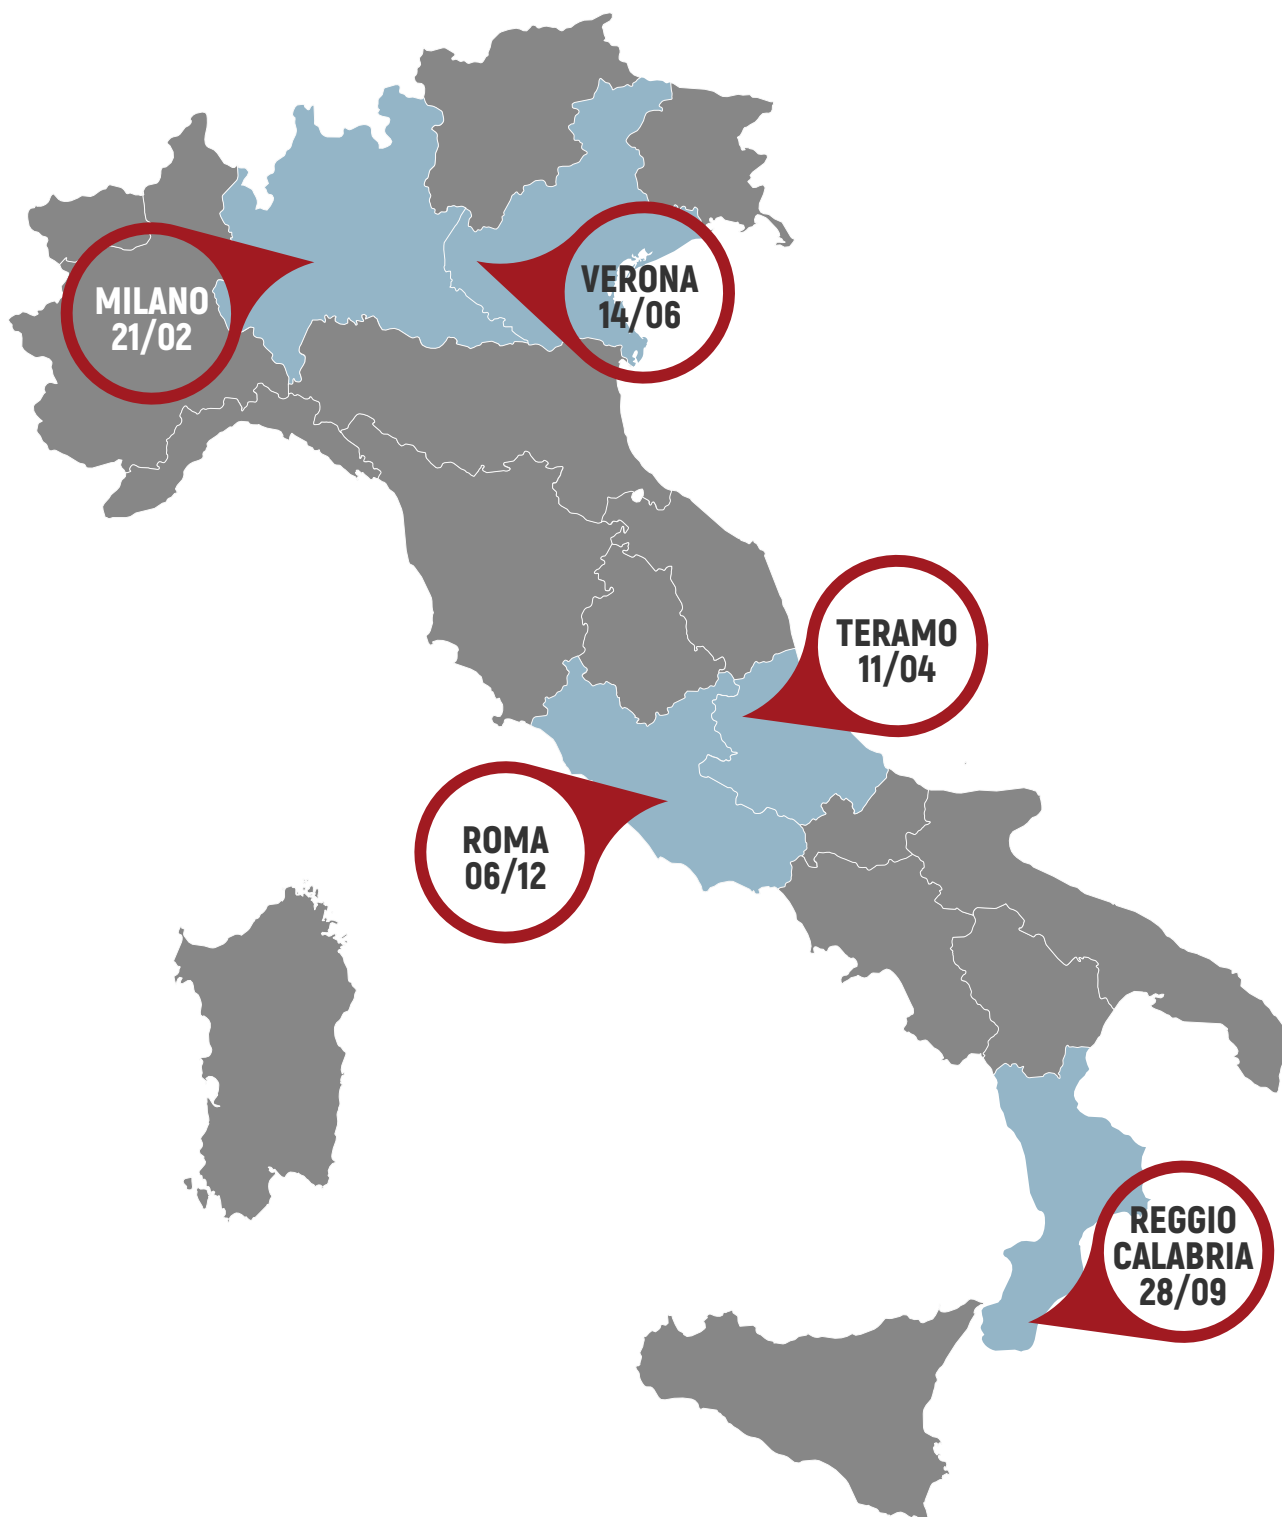 MILANO
21/02
VERONA
14/06
TERAMO
11/04
ROMA
06/12
REGGIO
CALABRIA
28/09